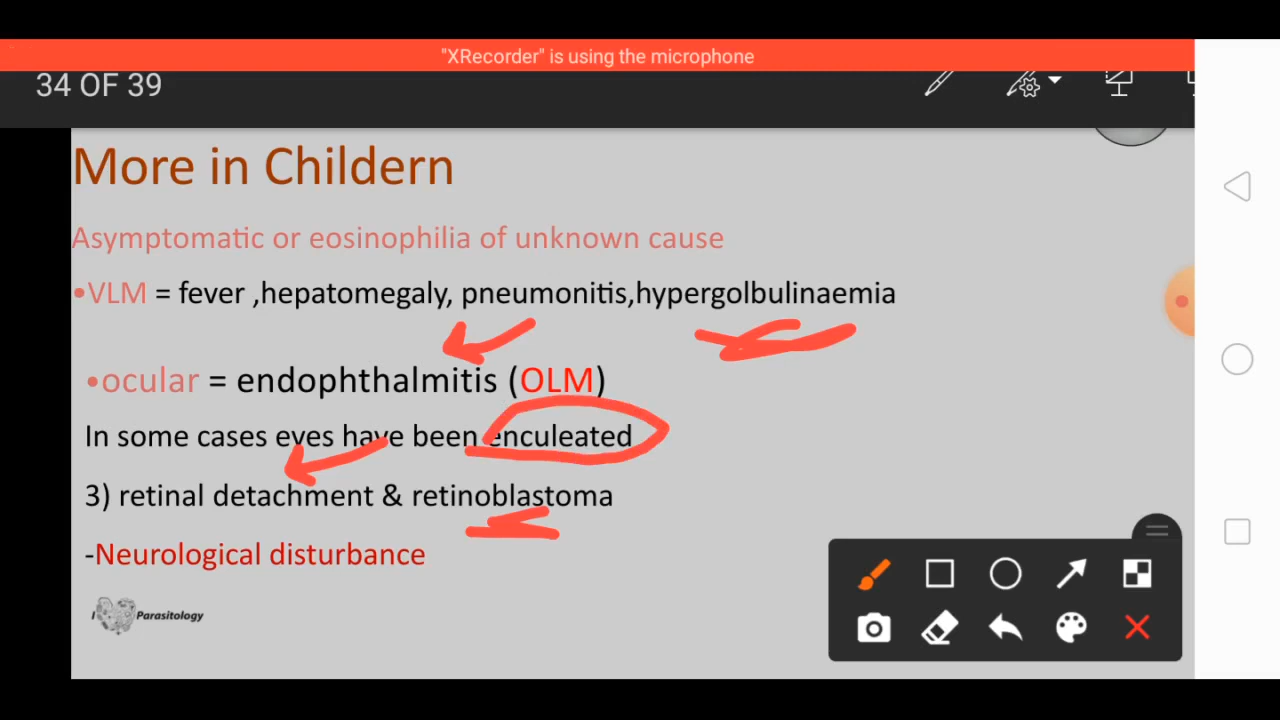 "XRecorder" is using the microphone
34 OF 39
More in Childern
Asymptomatic or eosinophilia of unknown cause
•VLM = fever ,hepatomegaly, pneumonitis,hypergolbulinaemia
•ocular = endophthalmitis (OLM)
In some cases eyes have been enculeated
3) retinal detachment & retinoblastoma
-Neurological disturbance
I Parasitology